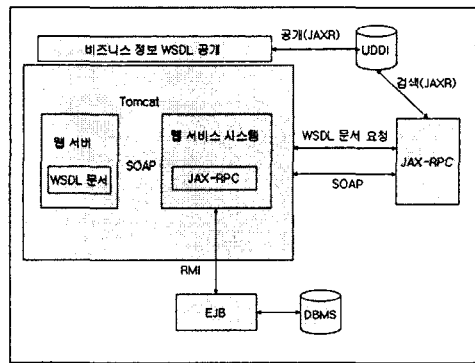 비즈니스 정보 WSDL 공개
공개(JAXR)
UDDI
검색(JAXR)
Tomcat
웹 서버
WSDL 문서
SOAP
웹 서비스 시스템
JAX-RPC
WSDL 문서 요청
SOAP
JAX-RPC
RMI
EJB
DBMS